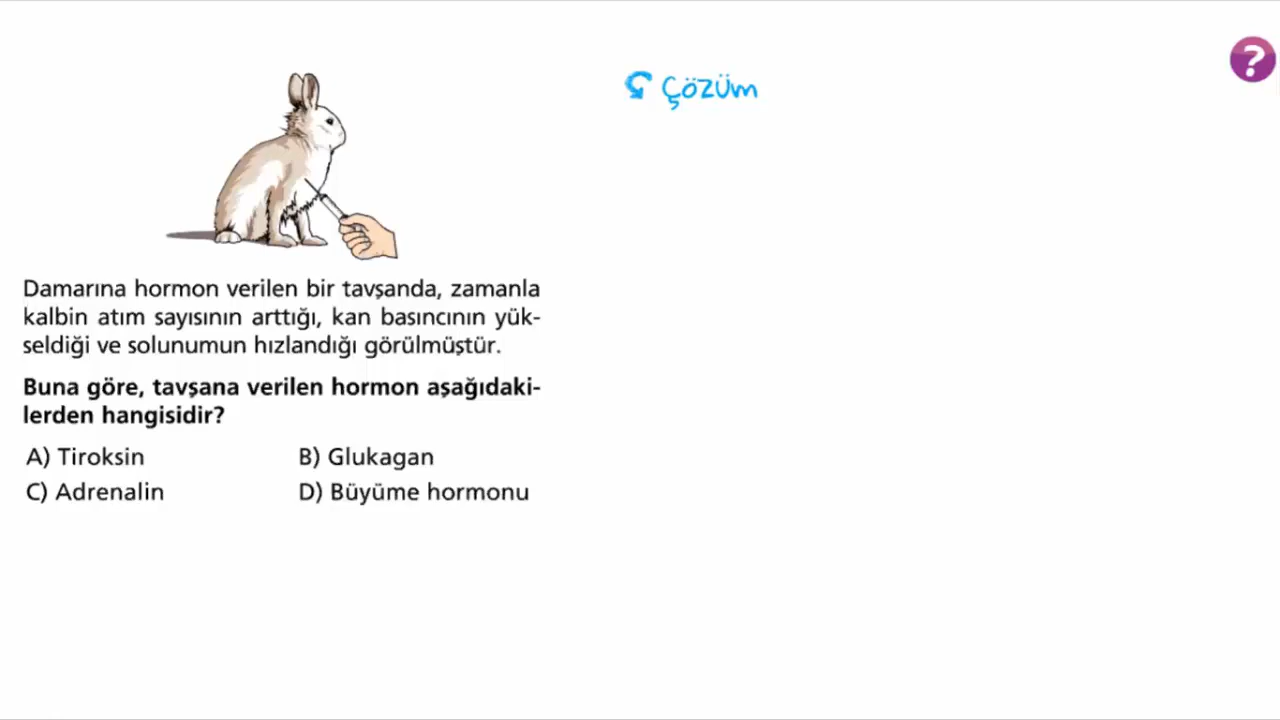 Çözüm
?
Damarına hormon verilen bir tavşanda, zamanla
kalbin atım sayısının arttığı, kan basıncının yük-
seldiği ve solunumun hızlandığı görülmüştür.
Buna göre, tavşana verilen hormon aşağıdaki-
lerden hangisidir?
A) Tiroksin B) Glukagan
C) Adrenalin D) Büyüme hormonu